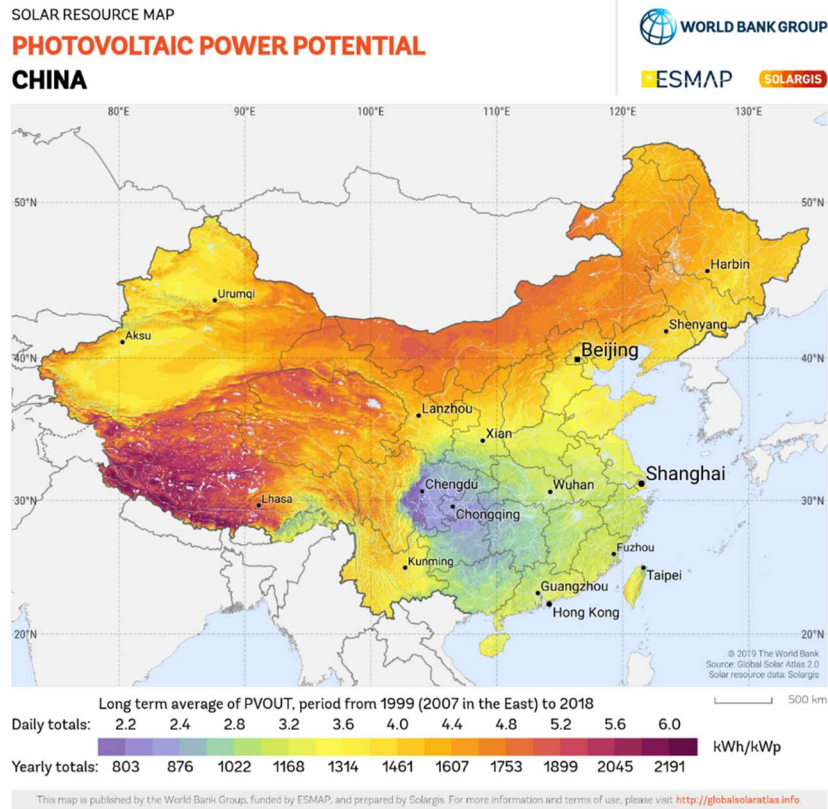 SOLAR RESOURCE MAP
PHOTOVOLTAIC POWER POTENTIAL
CHINA
WORLD BANK GROUP
ESMAP
SOLARGIS
80°E 90°E 100°E 110°E 120°E 130°E
50°N 50°N
Harbin
Urumqi
Shenyang
Aksu
Beijing
40°N 40°N
Lanzhou
Xian
Shanghai
Chengdu
Wuhan
30°N 30°N
Lhasa
Chongqing
Fuzhou
Kunming
Taipei
Guangzhou
Hong Kong
20°N 20°N
© 2019 The World Bank
Source: Global Solar Atlas 2.0
Solar resource data: Solargis
Long term average of PVOUT, period from 1999 (2007 in the East) to 2018
500 km
Daily totals: 2.2 2.4 2.8 3.2 3.6 4.0 4.4 4.8 5.2 5.6 6.0
kWh/kWp
Yearly totals: 803 876 1022 1168 1314 1461 1607 1753 1899 2045 2191
This map is published by the World Bank Group, funded by ESMAP, and prepared by Solargis. For more information and terms of use, please visit http://globalsolaratlas.info.